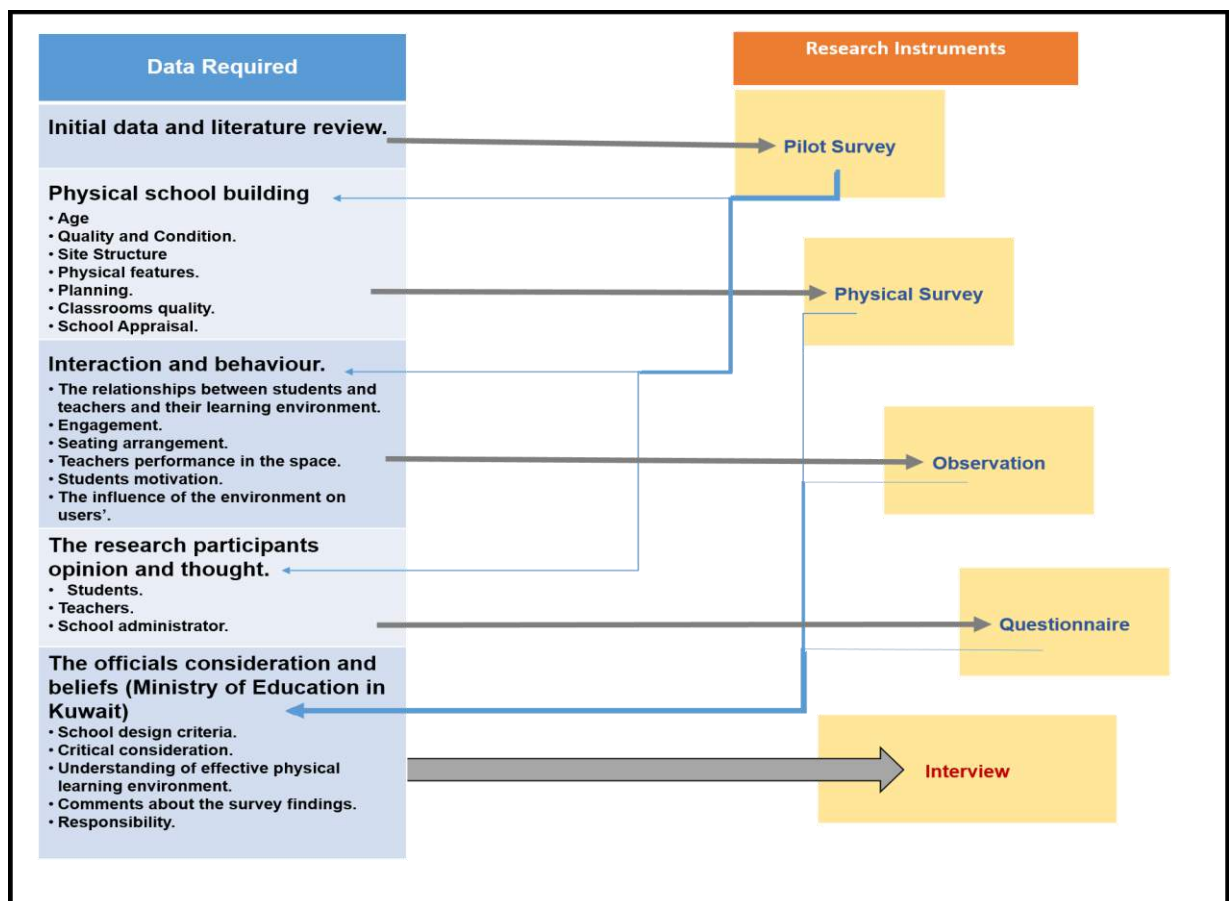 Data Required
Initial data and literature review.
Physical school building
• Age
• Quality and Condition.
• Site Structure
• Physical features.
• Planning.
• Classrooms quality.
• School Appraisal.
Interaction and behaviour.
• The relationships between students and
teachers and their learning environment.
• Engagement.
• Seating arrangement.
• Teachers performance in the space.
• Students motivation.
• The influence of the environment on
users’.
The research participants
opinion and thought.
• Students.
• Teachers.
• School administrator.
The officials consideration and
beliefs (Ministry of Education in
Kuwait)
• School design criteria.
• Critical consideration.
• Understanding of effective physical
learning environment.
• Comments about the survey findings.
• Responsibility.
Research Instruments
Pilot Survey
Physical Survey
Observation
Questionnaire
Interview